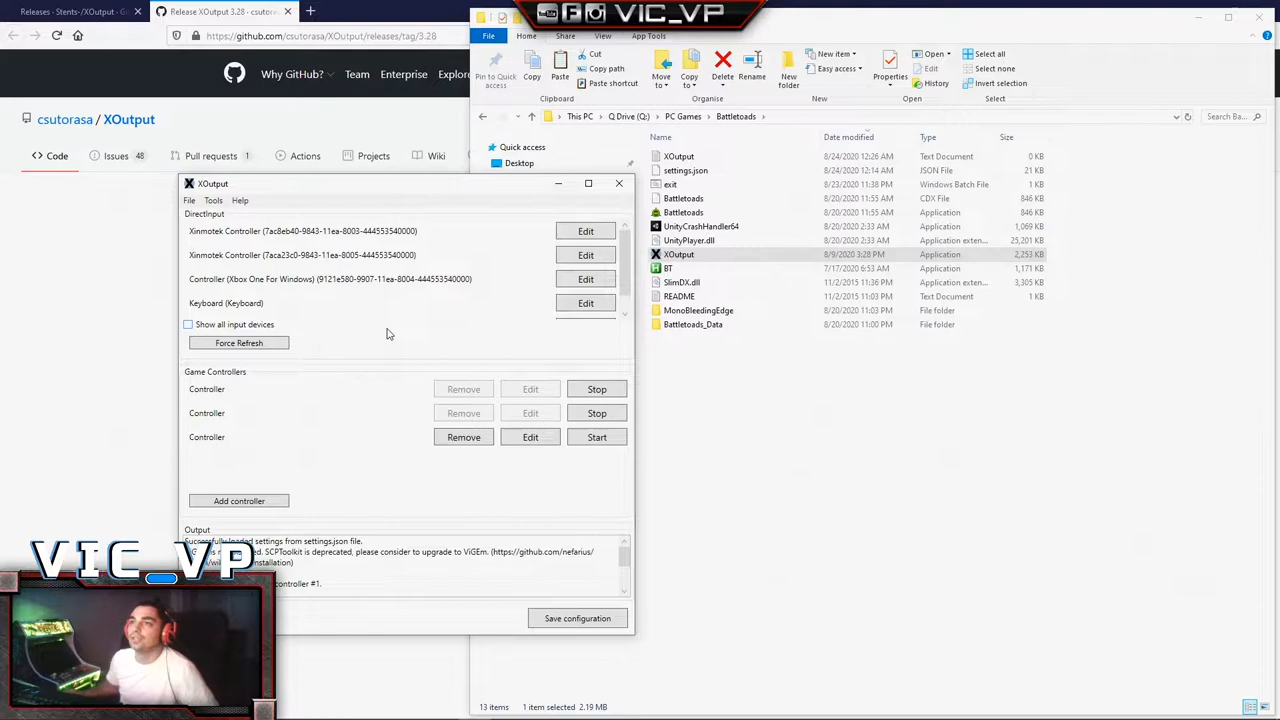 Releases · Stents-/XOutput · G
Release XOutput 3.28 · csutoras
https://github.com/csutorasa/XOutput/releases/tag/3.28
Why GitHub?
Team
Enterprise
Explore
csutorasa / XOutput
Code
Issues 48
Pull requests 1
Actions
Projects
Wiki
VIC_VP
File
Home
Share
View
App Tools
Pin to Quick access
Copy
Paste
Cut
Copy path
Paste shortcut
Clipboard
Move to
Copy to
Delete
Rename
Organise
New folder
New item
Easy access
New
Properties
Open
Edit
History
Open
Select all
Select none
Invert selection
Select
This PC
Q Drive (Q:)
PC Games
Battletoads
Search Ba...
Quick access
Desktop
Name
Date modified
Type
Size
XOutput 8/24/2020 12:26 AM Text Document 0 KB
settings.json 8/24/2020 12:14 AM JSON File 21 KB
exit 8/23/2020 11:38 PM Windows Batch File 1 KB
Battletoads 8/20/2020 11:55 AM CDX File 846 KB
Battletoads 8/20/2020 11:55 AM Application 846 KB
UnityCrashHandler64 8/20/2020 2:33 AM Application 1,069 KB
UnityPlayer.dll 8/20/2020 2:33 AM Application exten... 25,201 KB
XOutput 8/9/2020 3:28 PM Application 2,253 KB
BT 7/17/2020 6:53 AM Application 1,171 KB
SlimDX.dll 11/2/2015 11:36 PM Application exten... 3,305 KB
README 11/2/2015 11:03 PM Text Document 1 KB
MonoBleedingEdge 8/20/2020 11:03 PM File folder
Battletoads_Data 8/20/2020 11:00 PM File folder
13 items
1 item selected 2.19 MB
XOutput
File Tools Help
DirectInput
Xinmotek Controller (7ac8eb40-9843-11ea-8003-444553540000) Edit
Xinmotek Controller (7aca23c0-9843-11ea-8005-444553540000) Edit
Controller (Xbox One For Windows) (9121e580-9907-11ea-8004-444553540000) Edit
Keyboard (Keyboard) Edit
Show all input devices
Force Refresh
Game Controllers
Controller Remove Edit Stop
Controller Remove Edit Stop
Controller Remove Edit Start
Add controller
Output
Successfully loaded settings from settings.json file.
SCPToolkit is deprecated, please consider to upgrade to ViGEm. (https://github.com/nefarius/
controller #1.
Save configuration
VIC_VP